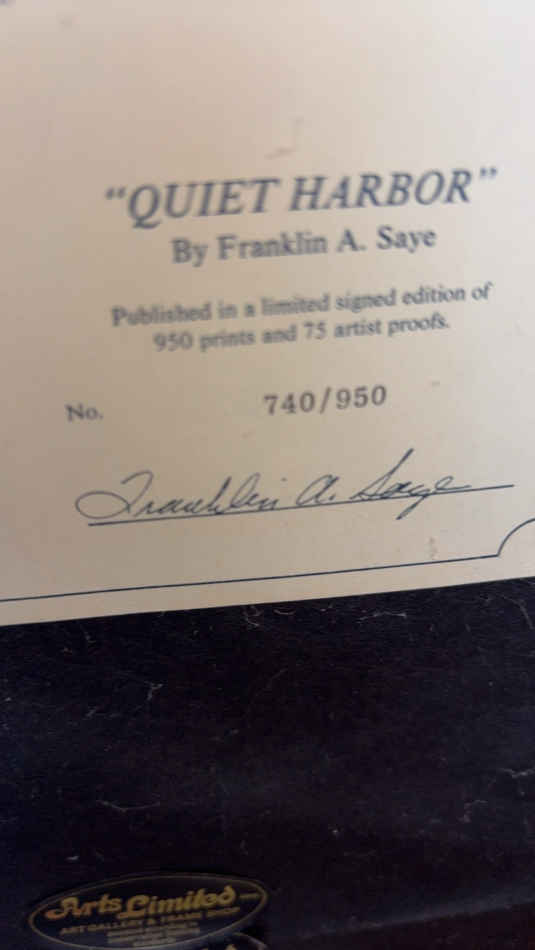 “QUIET HARBOR”
By Franklin A. Saye
Published in a limited signed edition of
950 prints and 75 artist proofs.
No. 740/950
Franklin A. Saye
Arts Limited
ART GALLERY & FRAME SHOP